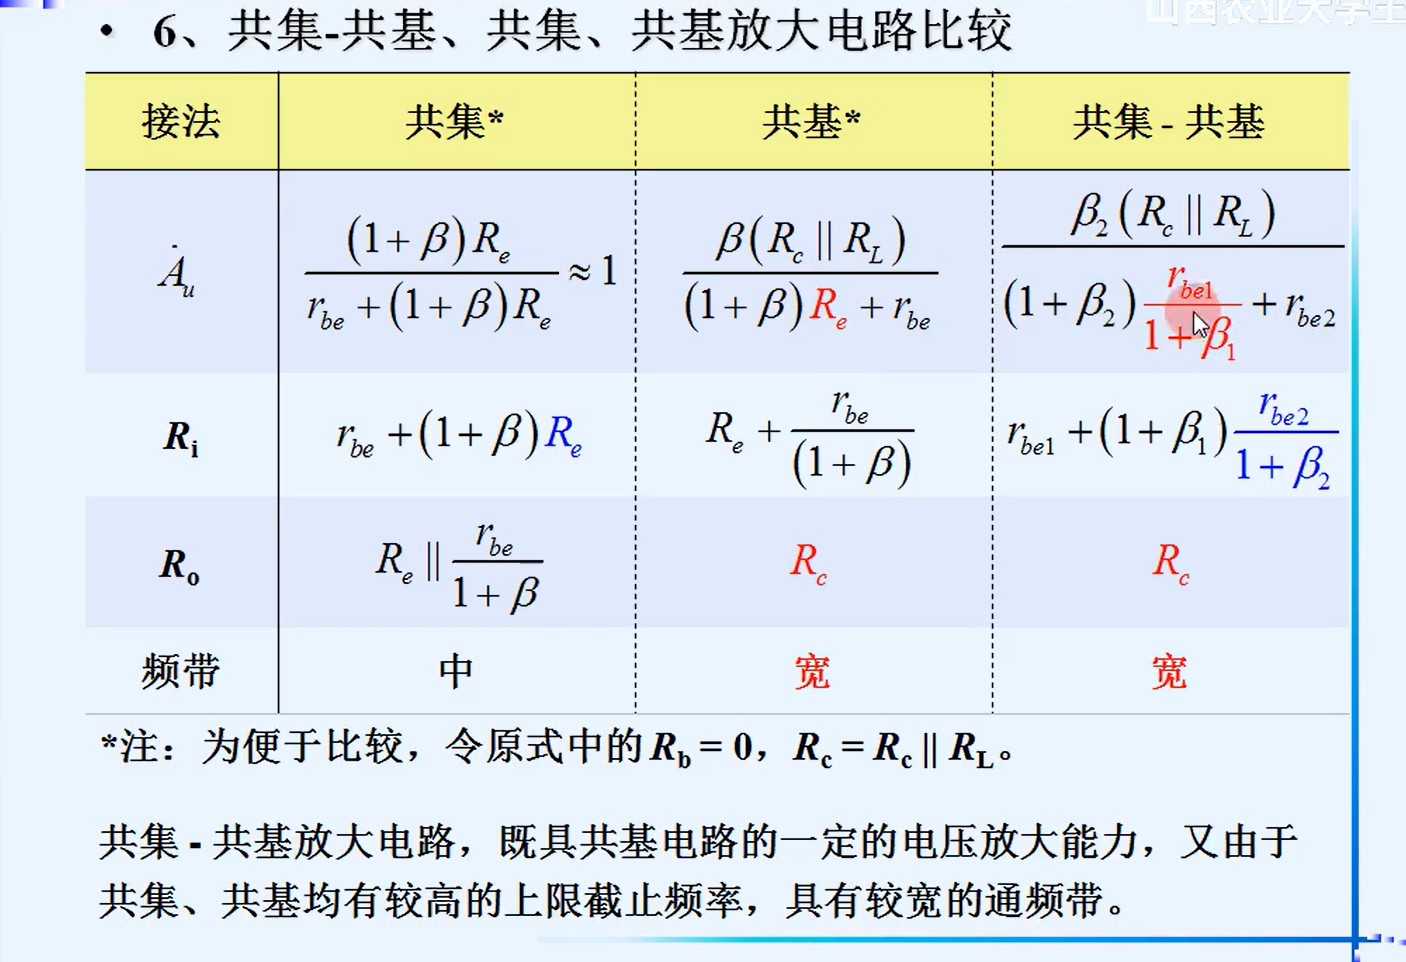 山西农业大学
• 6、共集-共基、共集、共基放大电路比较
接法 共集* 共基* 共集 - 共基
$\dot{A}_u$ $\frac{(1+\beta)R_e}{r_{be}+(1+\beta)R_e}\approx 1$ $\frac{\beta(R_c||R_L)}{(1+\beta)R_e+r_{be}}$ $\frac{\beta_2(R_c||R_L)}{(1+\beta_2)\frac{r_{be1}}{1+\beta_1}+r_{be2}}$
$R_i$ $r_{be}+(1+\beta)R_e$ $R_e+\frac{r_{be}}{(1+\beta)}$ $r_{be1}+(1+\beta_1)\frac{r_{be2}}{1+\beta_2}$
$R_o$ $R_e||\frac{r_{be}}{1+\beta}$ $R_c$ $R_c$
频带 中 宽 宽
*注：为便于比较，令原式中的$R_b$ = 0，$R_c$ = $R_c$ || $R_L$。
共集 - 共基放大电路，既具共基电路的一定的电压放大能力，又由于
共集、共基均有较高的上限截止频率，具有较宽的通频带。